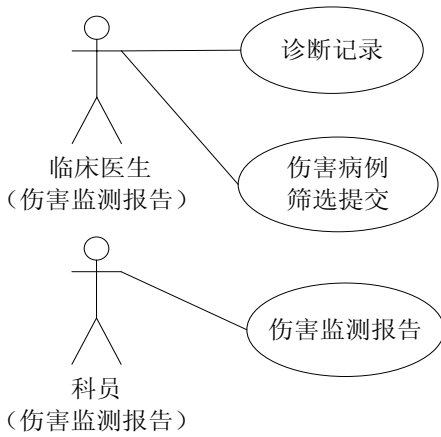 诊断记录
临床医生
（伤害监测报告）
伤害病例
筛选提交
伤害监测报告
科员
（伤害监测报告）